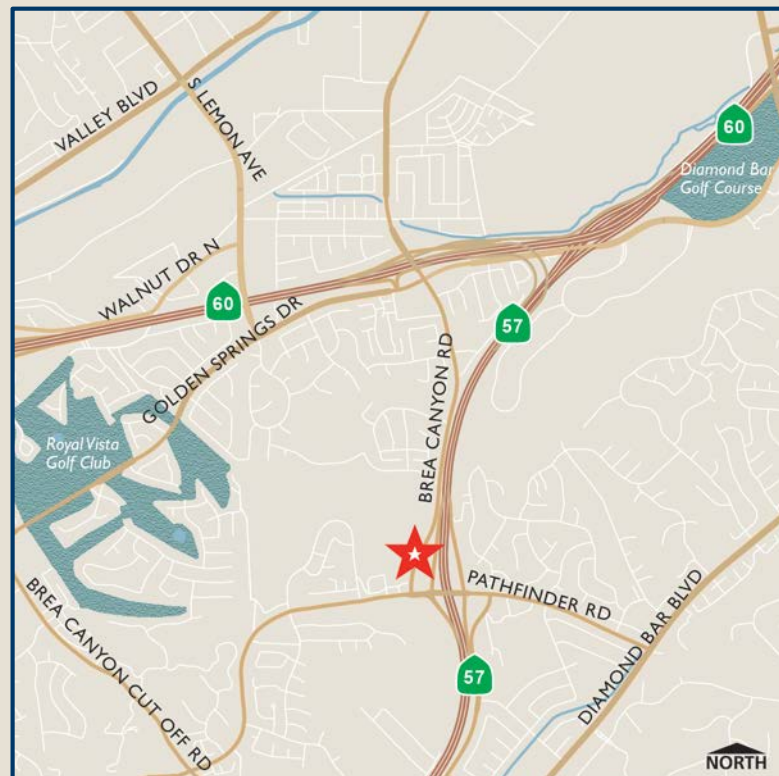 VALLEY BLVD
S LEMON AVE
60
Diamond Bar
Golf Course
WALNUT DR N
60
GOLDEN SPRINGS DR
57
BREA CANYON RD
Royal Vista
Golf Club
PATHFINDER RD
BREA CANYON CUT OFF RD
DIAMOND BAR BLVD
57
NORTH